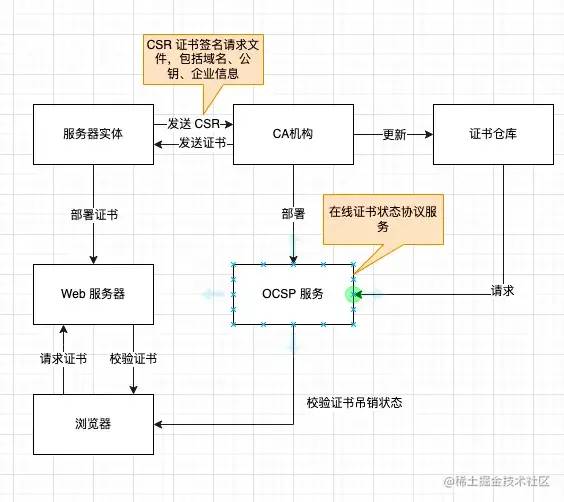 CSR 证书签名请求文
件，包括域名、公
钥、企业信息
服务器实体
发送 CSR
发送证书
CA机构
更新
证书仓库
部署证书
部署
在线证书状态协议服
务
Web 服务器
OCSP 服务
请求
请求证书
校验证书
校验证书吊销状态
浏览器
@稀土掘金技术社区